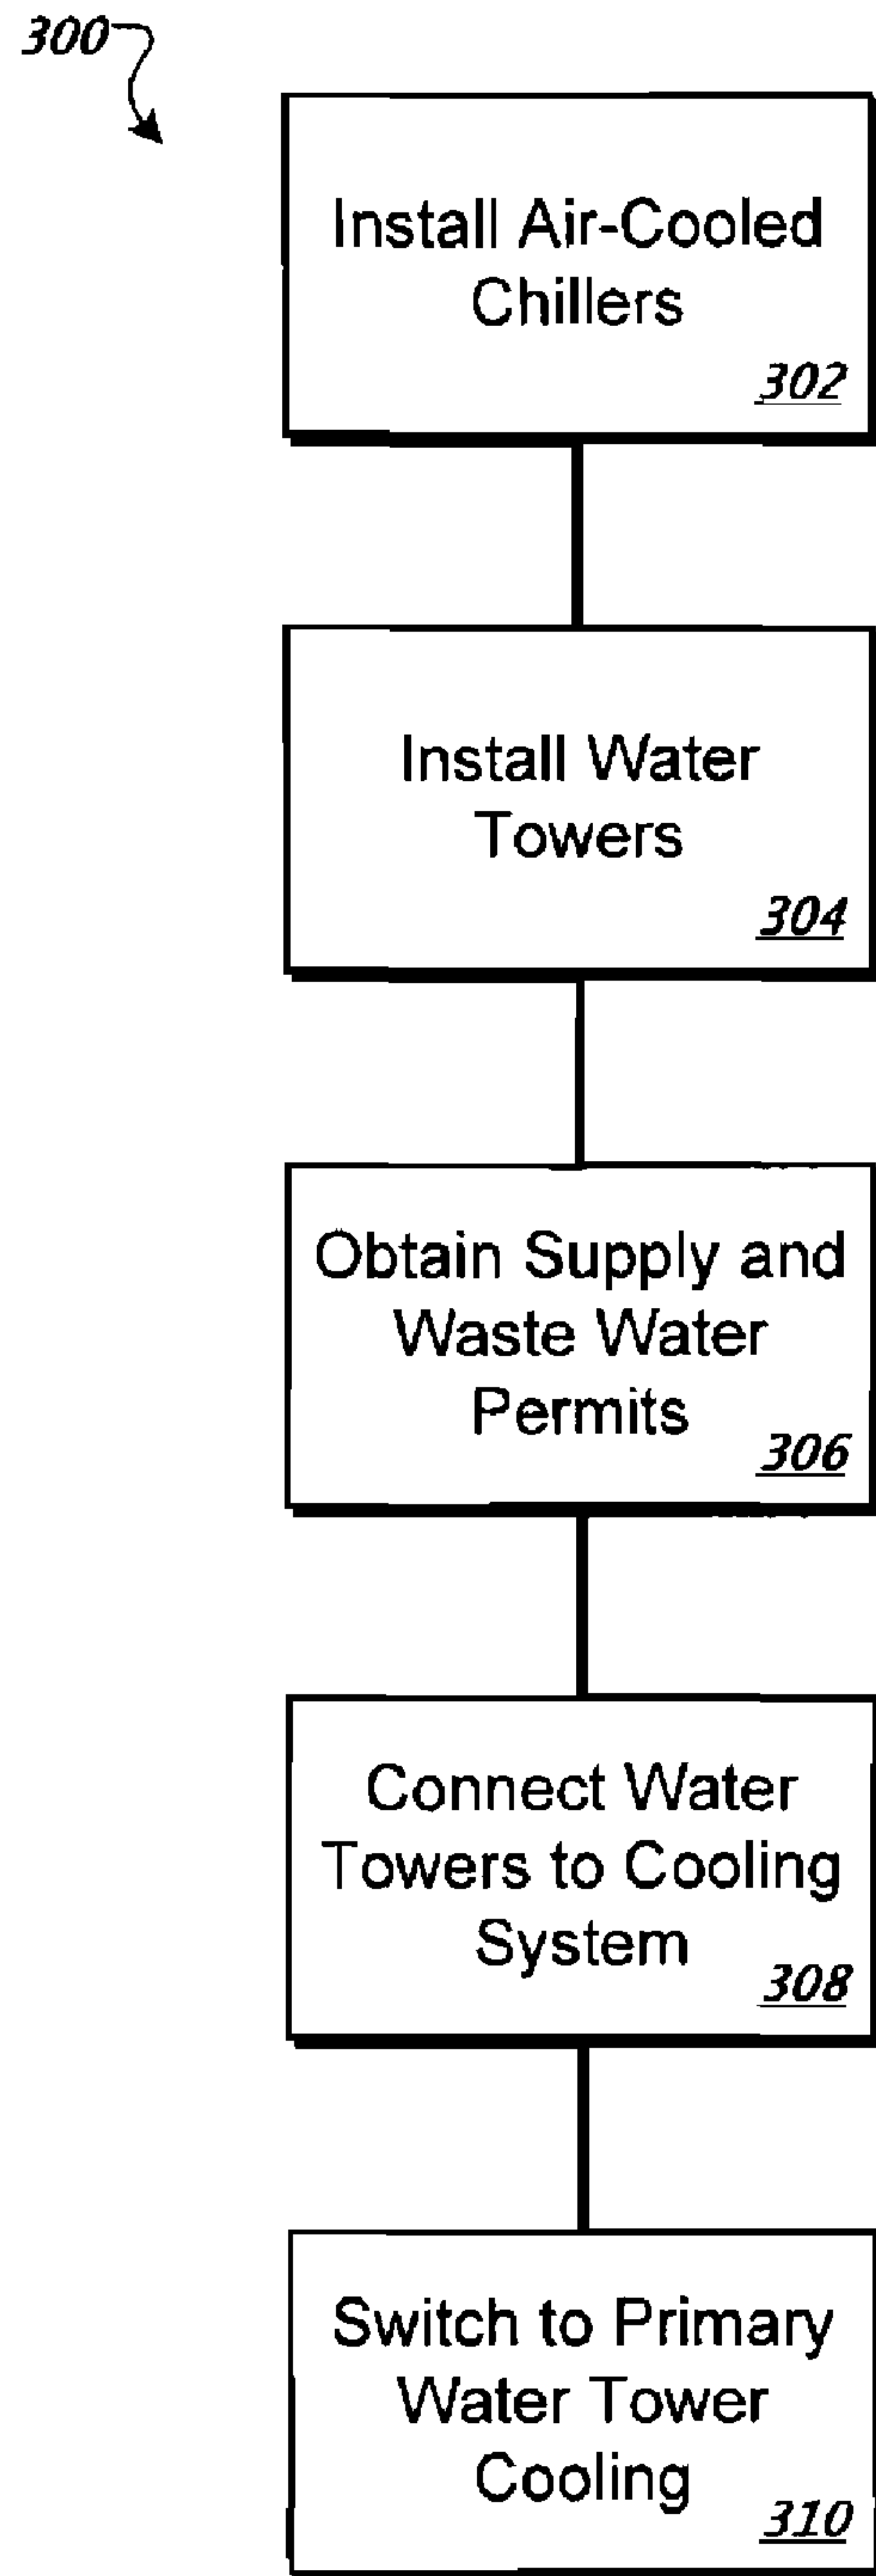 300
Install Air-Cooled
Chillers
302
Install Water
Towers
304
Obtain Supply and
Waste Water
Permits
306
Connect Water
Towers to Cooling
System
308
Switch to Primary
Water Tower
Cooling
310